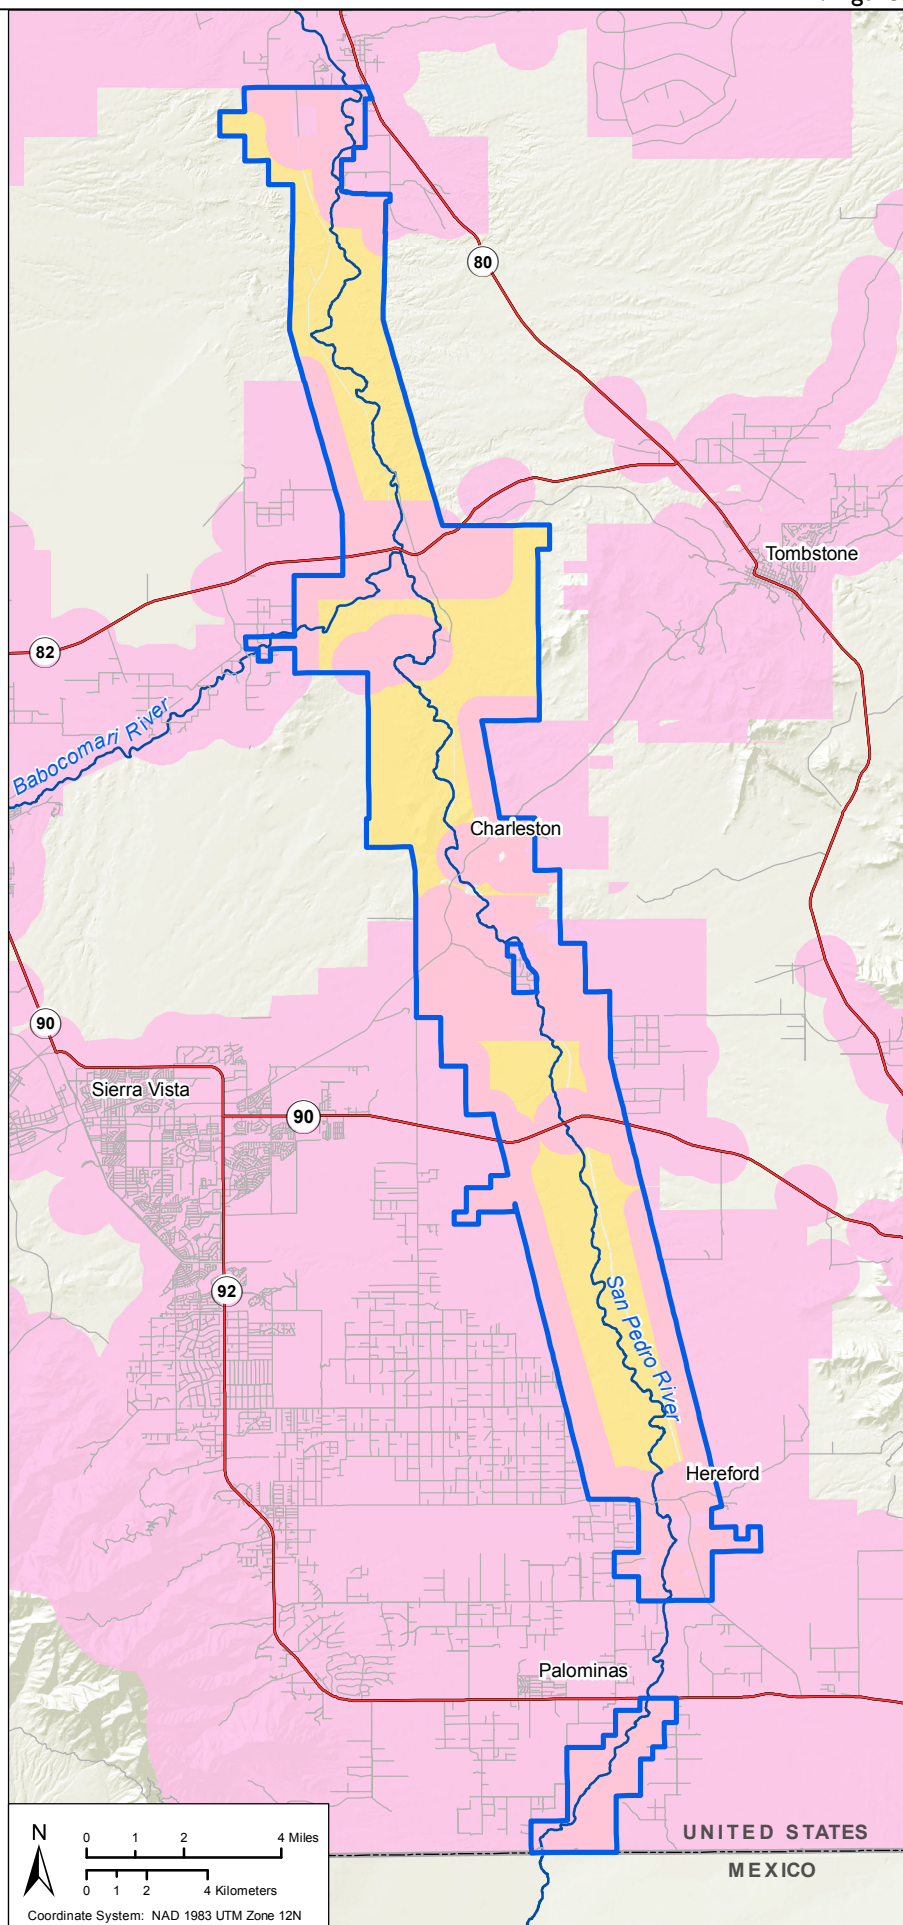 80
Tombstone
82
Babocomari River
Charleston
90
Sierra Vista
90
92
San Pedro River
Hereford
Palominas
UNITED STATES
MEXICO
N
0 1 2 4 Miles
0 1 2 4 Kilometers
Coordinate System: NAD 1983 UTM Zone 12N